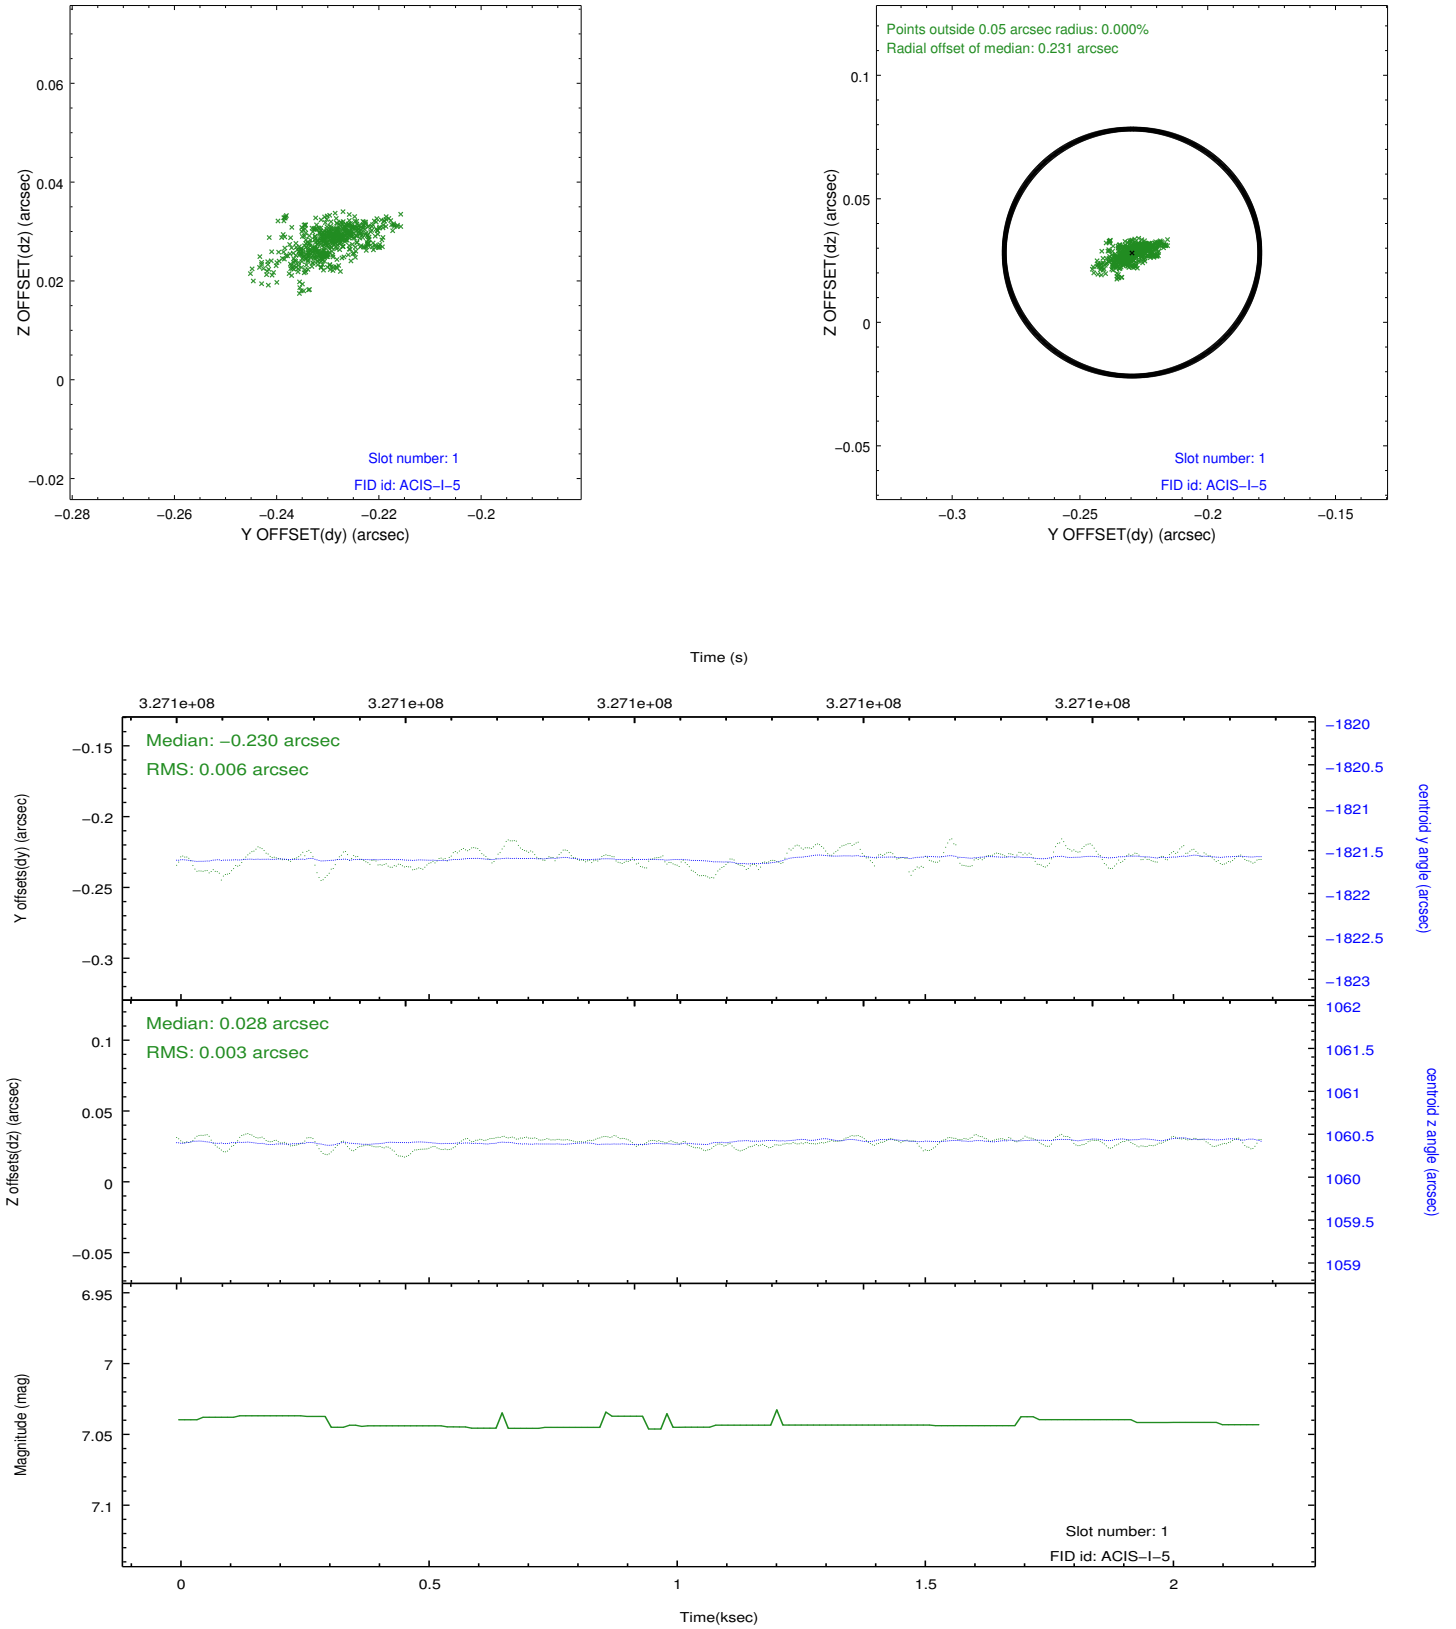 0.06
0.04
0.02
0
−0.02
Z OFFSET(dz) (arcsec)
Slot number: 1
FID id: ACIS−I−5
−0.28 −0.26 −0.24 −0.22 −0.2
Y OFFSET(dy) (arcsec)
Points outside 0.05 arcsec radius: 0.000%
Radial offset of median: 0.231 arcsec
0.1
0.05
0
−0.05
Z OFFSET(dz) (arcsec)
Slot number: 1
FID id: ACIS−I−5
−0.3 −0.25 −0.2 −0.15
Y OFFSET(dy) (arcsec)
Time (s)
3.271e+08 3.271e+08 3.271e+08 3.271e+08 3.271e+08
Median: −0.230 arcsec
RMS: 0.006 arcsec
−0.15
−0.2
−0.25
−0.3
Y offsets(dy) (arcsec)
−1820
−1820.5
−1821
−1821.5
−1822
−1822.5
−1823
centroid y angle (arcsec)
Median: 0.028 arcsec
RMS: 0.003 arcsec
0.1
0.05
0
−0.05
Z offsets(dz) (arcsec)
1062
1061.5
1061
1060.5
1060
1059.5
1059
centroid z angle (arcsec)
6.95
7
7.05
7.1
Magnitude (mag)
Slot number: 1
FID id: ACIS−I−5
0 0.5 1 1.5 2
Time(ksec)